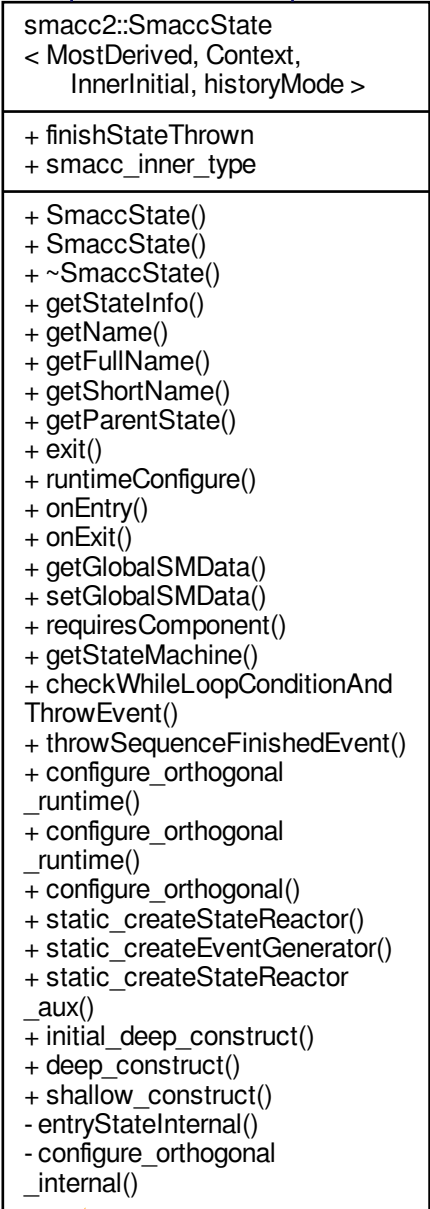 smacc2::SmaccState
< MostDerived, Context,
InnerInitial, historyMode >
+ finishStateThrown
+ smacc_inner_type
+ SmaccState()
+ SmaccState()
+ ~SmaccState()
+ getStateInfo()
+ getName()
+ getFullName()
+ getShortName()
+ getParentState()
+ exit()
+ runtimeConfigure()
+ onEntry()
+ onExit()
+ getGlobalSMData()
+ setGlobalSMData()
+ requiresComponent()
+ getStateMachine()
+ checkWhileLoopConditionAnd
ThrowEvent()
+ throwSequenceFinishedEvent()
+ configure_orthogonal
_runtime()
+ configure_orthogonal
_runtime()
+ configure_orthogonal()
+ static_createStateReactor()
+ static_createEventGenerator()
+ static_createStateReactor
_aux()
+ initial_deep_construct()
+ deep_construct()
+ shallow_construct()
- entryStateInternal()
- configure_orthogonal
_internal()